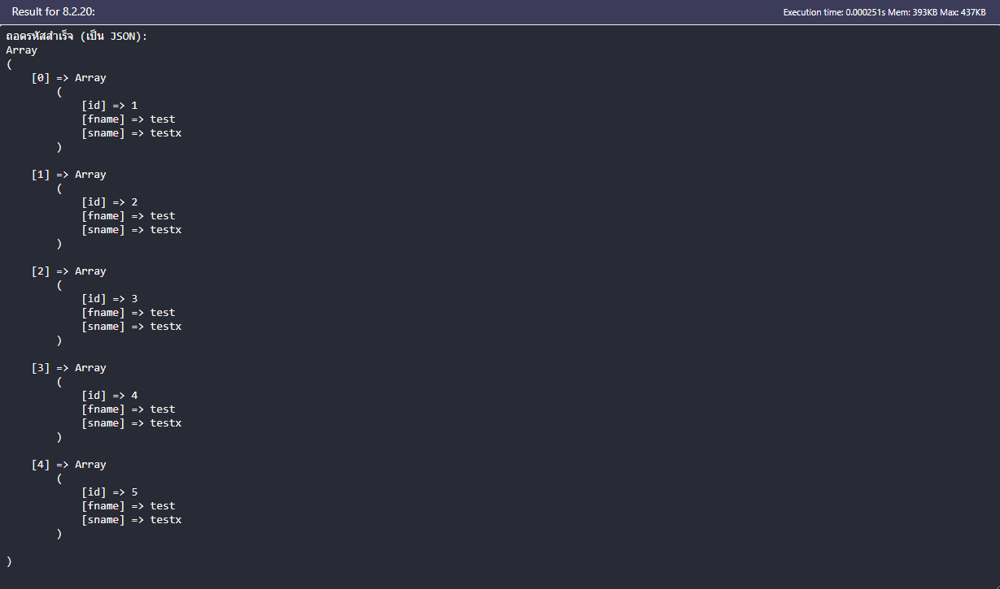 Result for 8.2.20:
Execution time: 0.000251s Mem: 393KB Max: 437KB
ถอดรหัสสำเร็จ (เป็น JSON):
Array
(
    [0] => Array
        (
            [id] => 1
            [fname] => test
            [sname] => testx
        )

    [1] => Array
        (
            [id] => 2
            [fname] => test
            [sname] => testx
        )

    [2] => Array
        (
            [id] => 3
            [fname] => test
            [sname] => testx
        )

    [3] => Array
        (
            [id] => 4
            [fname] => test
            [sname] => testx
        )

    [4] => Array
        (
            [id] => 5
            [fname] => test
            [sname] => testx
        )

)